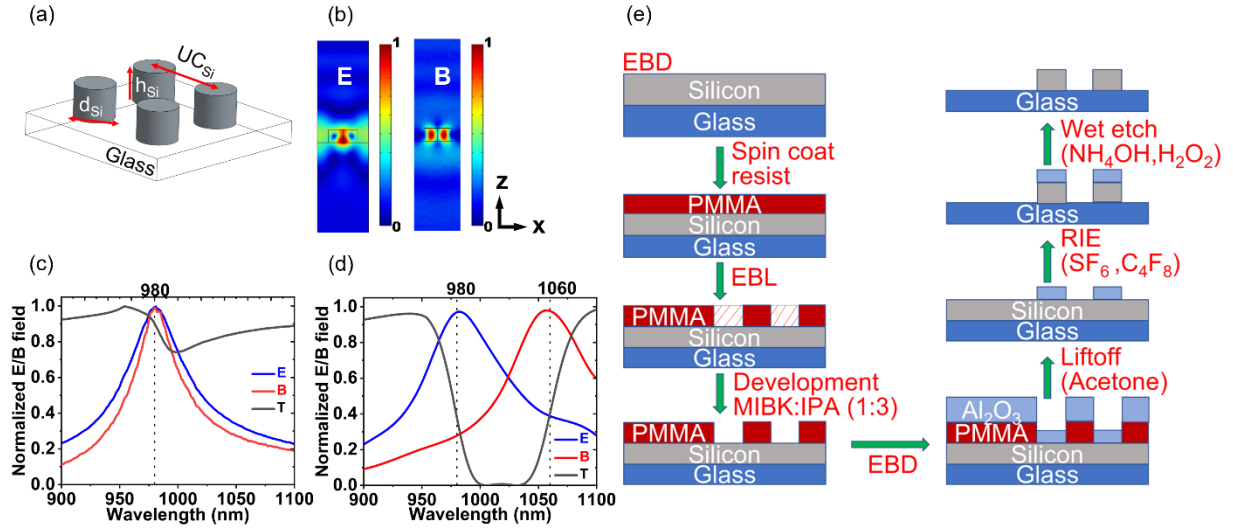 (a)
UC_Si
h_Si
d_Si
Glass
(b)
1
1
E
B
0
0
z
x
(c)
980
Normalized E/B field
1.0
0.8
0.6
0.4
0.2
0.0
E
B
T
900
950
1000
1050
1100
Wavelength (nm)
(d)
980
1060
Normalized E/B field
1.0
0.8
0.6
0.4
0.2
0.0
E
B
T
900
950
1000
1050
1100
Wavelength (nm)
(e)
EBD
Silicon
Glass
Spin coat
resist
PMMA
Silicon
Glass
EBL
PMMA
Silicon
Glass
Development
MIBK:IPA (1:3)
PMMA
Silicon
Glass
EBD
Al₂O₃
PMMA
Silicon
Glass
Liftoff
(Acetone)
Silicon
Glass
RIE
(SF₆ ,C₄F₈)
Glass
Wet etch
(NH₄OH,H₂O₂)
Glass